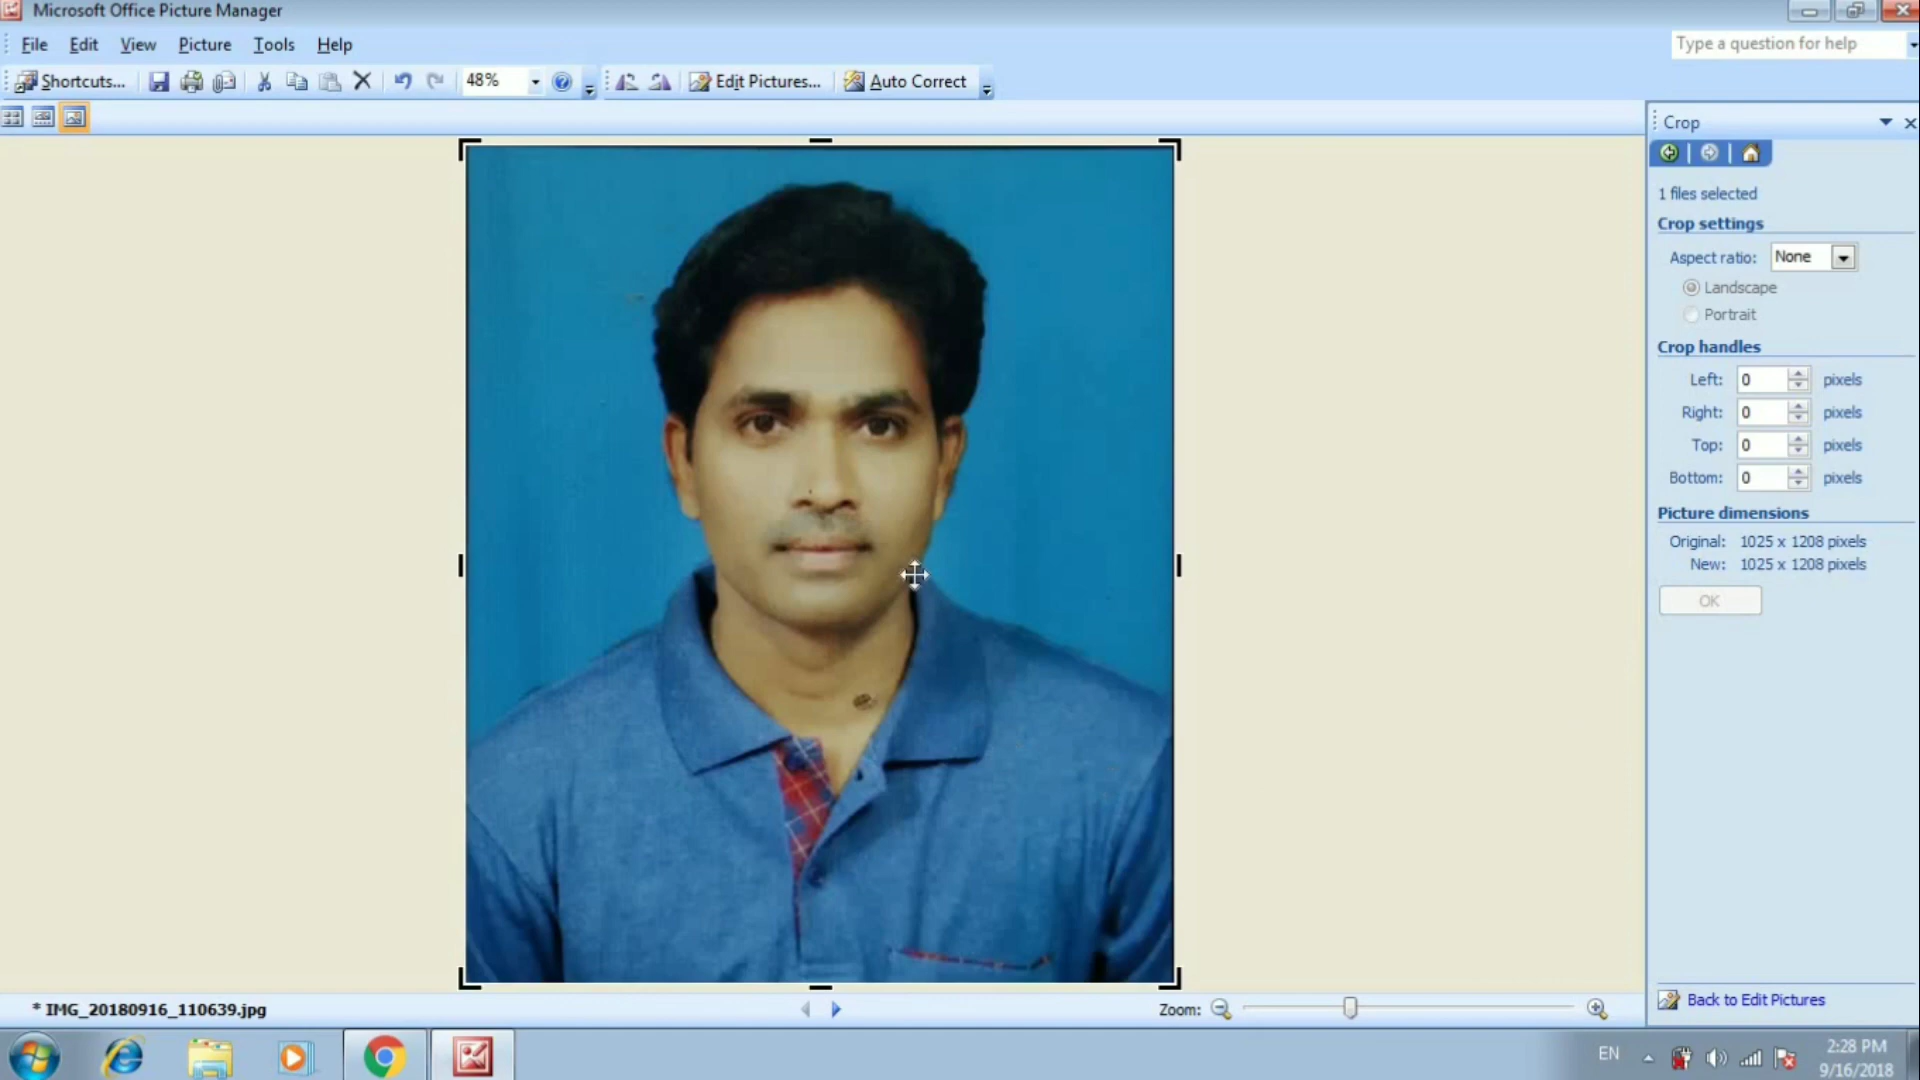 Microsoft Office Picture Manager
File Edit View Picture Tools Help
Type a question for help
Shortcuts... 48% Edit Pictures... Auto Correct
Crop
1 files selected
Crop settings
Aspect ratio: None
Landscape
Portrait
Crop handles
Left: 0 pixels
Right: 0 pixels
Top: 0 pixels
Bottom: 0 pixels
Picture dimensions
Original: 1025 x 1208 pixels
New: 1025 x 1208 pixels
OK
Back to Edit Pictures
* IMG_20180916_110639.jpg
Zoom:
EN
2:28 PM
9/16/2018